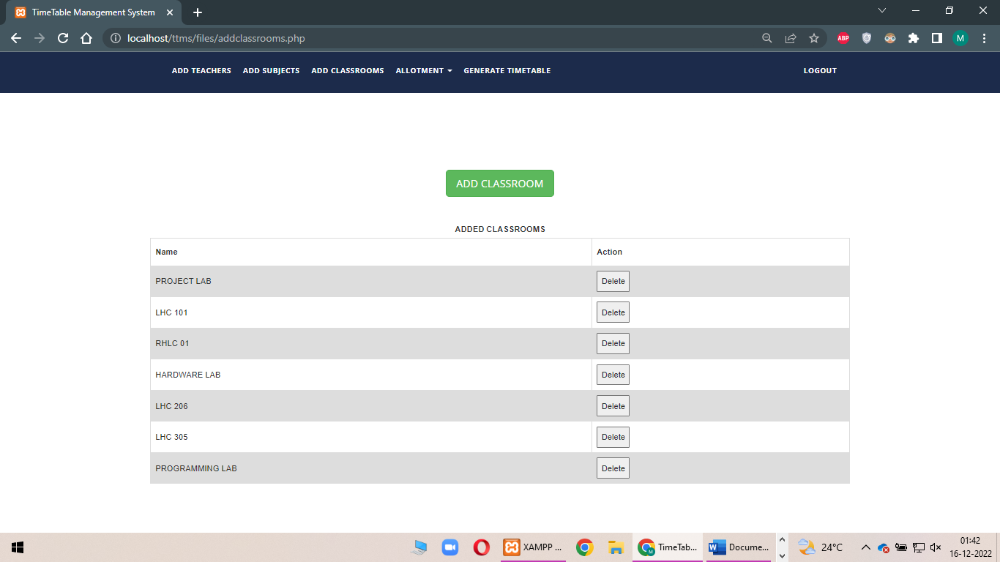 TimeTable Management System
localhost/ttms/files/addclassrooms.php
ABP
M
ADD TEACHERS ADD SUBJECTS ADD CLASSROOMS ALLOTMENT GENERATE TIMETABLE LOGOUT
ADD CLASSROOM
ADDED CLASSROOMS
Name Action
PROJECT LAB Delete
LHC 101 Delete
RHLC 01 Delete
HARDWARE LAB Delete
LHC 206 Delete
LHC 305 Delete
PROGRAMMING LAB Delete
XAMPP ... TimeTab... Docume... 24°C 01:42
16-12-2022